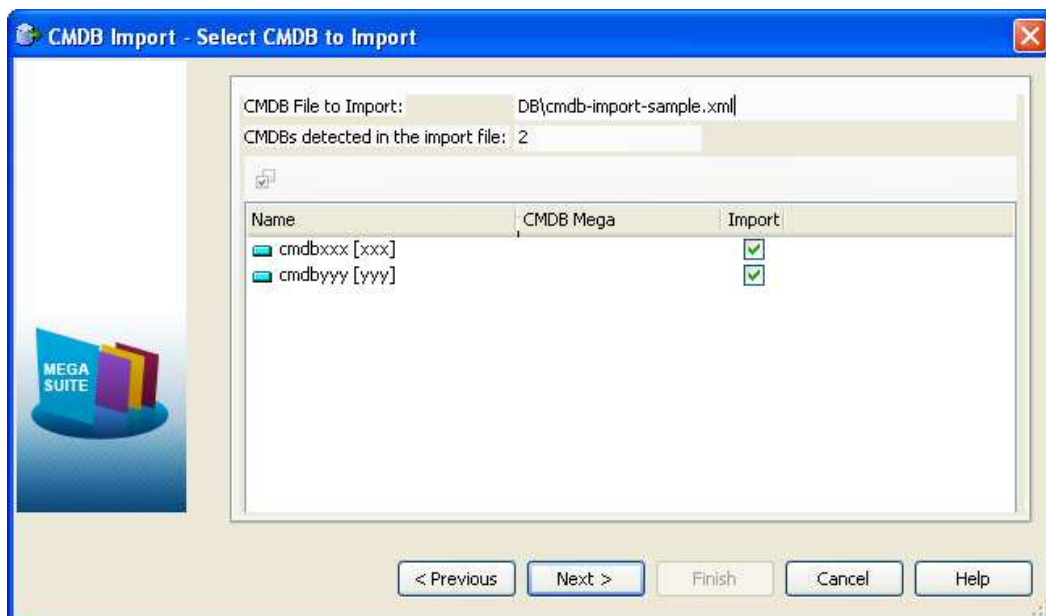 CMDB Import - Select CMDB to Import
CMDB File to Import: DB\cmdb-import-sample.xml
CMDBs detected in the import file: 2
Name CMDB Mega Import
cmdbxxx [xxx]
cmdbyyy [yyy]
MEGA
SUITE
< Previous Next > Finish Cancel Help